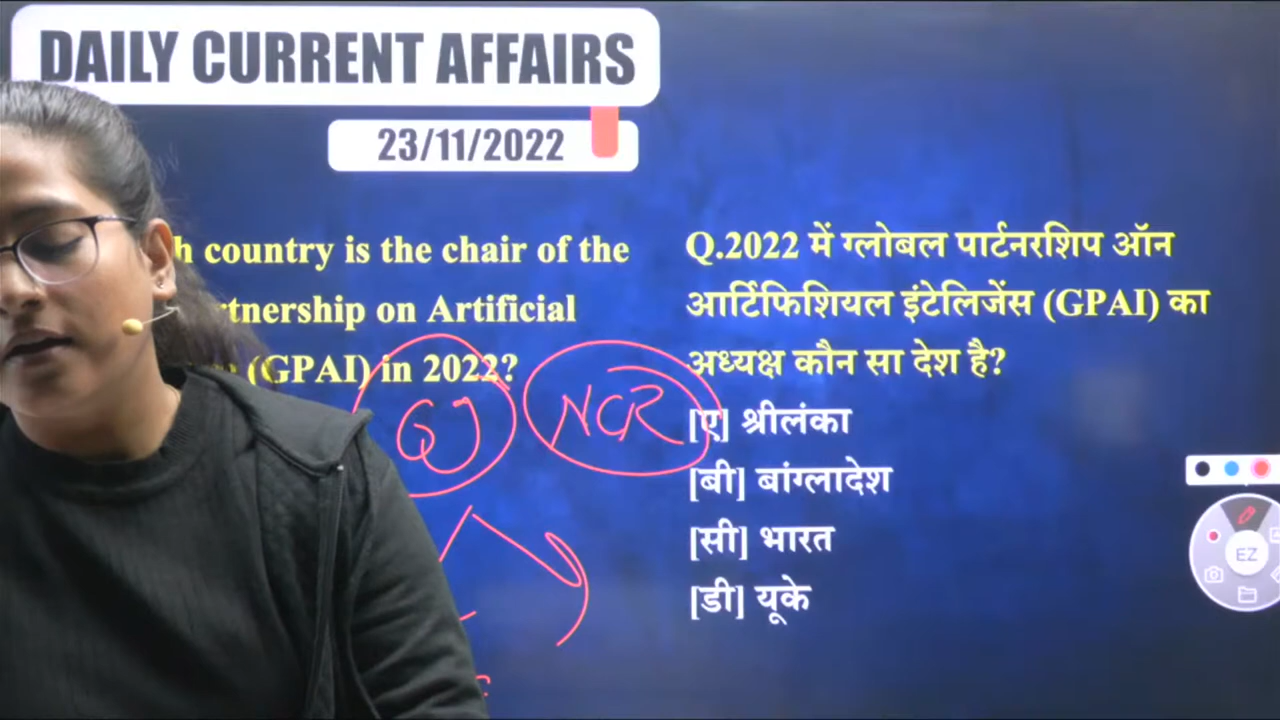 DAILY CURRENT AFFAIRS
23/11/2022
country is the chair of the
on Artificial
(GPAI) in 2022?
Q.2022 में ग्लोबल पार्टनरशिप ऑन
आर्टिफिशियल इंटेलिजेंस (GPAI) का
अध्यक्ष कौन सा देश है?
[ए] श्रीलंका
[बी] बांग्लादेश
[सी] भारत
[डी] यूके
NCR
EZ